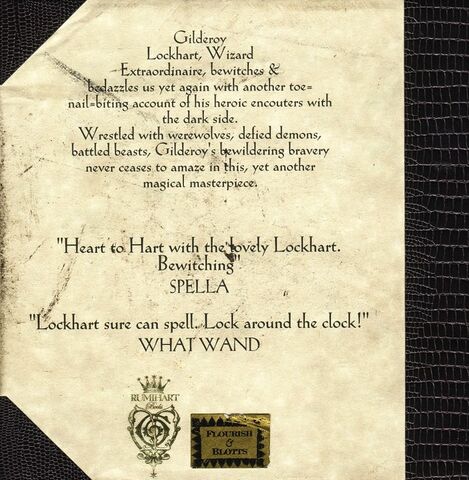 Gilderoy
Lockhart, Wizard
Extraordinaire, bewitches &
bedazzles us yet again with another toe=
nail=biting account of his heroic encouters with
the dark side.
Wrestled with werewolves, defied demons,
battled beasts, Gilderoy's bewildering bravery
never ceases to amaze in this, yet another
magical masterpiece.
"Heart to Hart with the lovely Lockhart.
Bewitching"
SPELLA
"Lockhart sure can spell. Lock around the clock!"
WHAT WAND
RUMIHART
Books
FLOURISH
&
BLOTTS